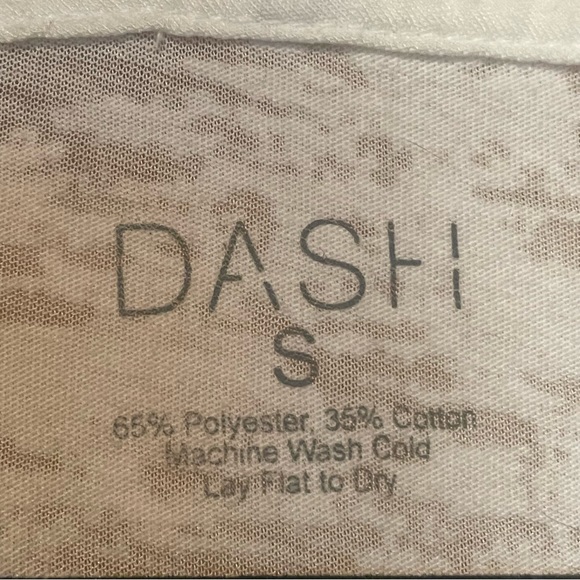 DASH
S
65% Polyester, 35% Cotton
Machine Wash Cold
Lay Flat to Dry